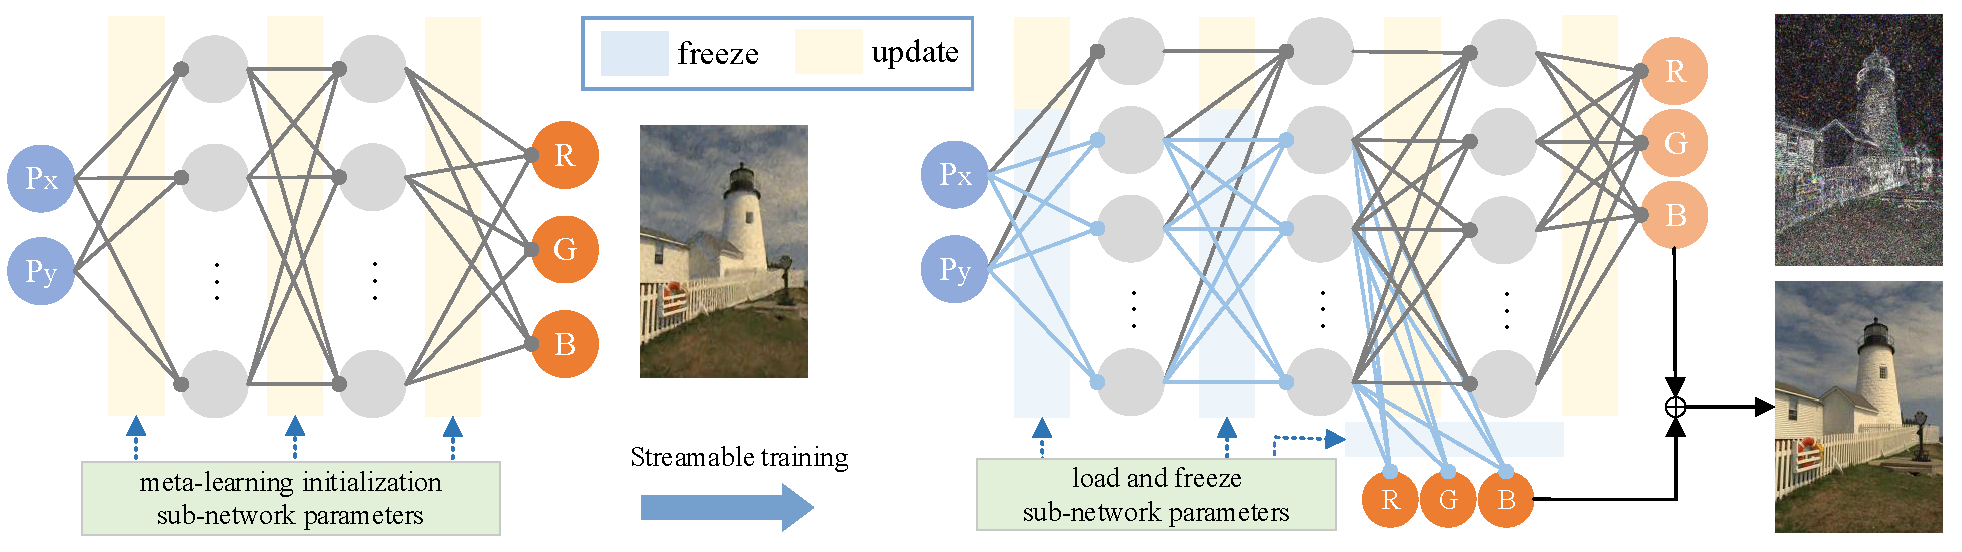 freeze
update
Px
Py
R
G
B
meta-learning initialization
sub-network parameters
Streamable training
Px
Py
R
G
B
load and freeze
sub-network parameters
R G B